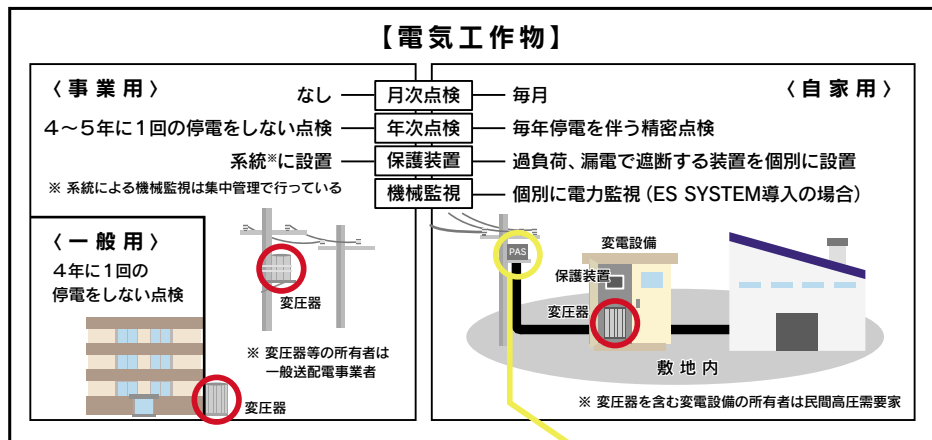 【電気工作物】
〈事業用〉
なし 月次点検 毎月
〈自家用〉
4〜5年に1回の停電をしない点検 年次点検 毎年停電を伴う精密点検
系統※に設置 保護装置 過負荷、漏電で遮断する装置を個別に設置
※ 系統による機械監視は集中管理で行っている
機械監視 個別に電力監視(ES SYSTEM導入の場合)
〈一般用〉
4年に1回の
停電をしない点検
変圧器
※ 変圧器等の所有者は
一般送配電事業者
変圧器
PAS
変電設備
保護装置
変圧器
敷地内
※ 変圧器を含む変電設備の所有者は民間高圧需要家